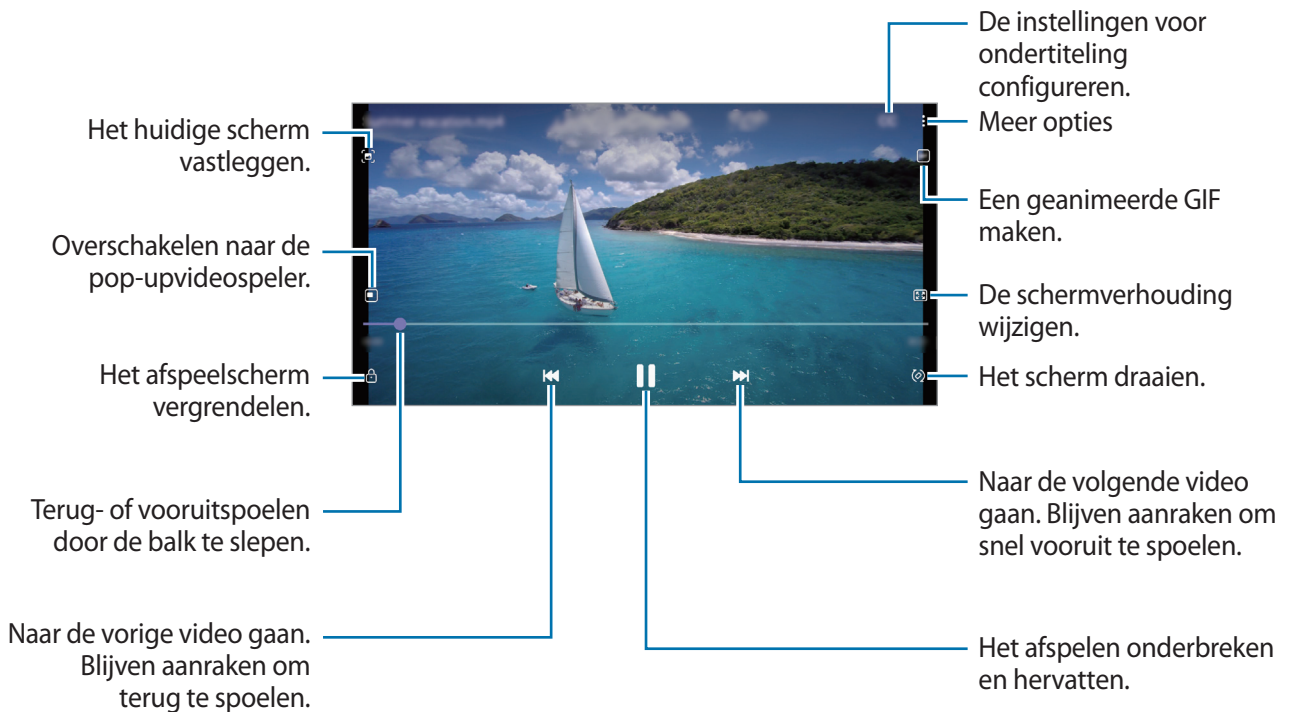 De instellingen voor
ondertiteling
configureren.
Het huidige scherm
vastleggen.
Meer opties
Een geanimeerde GIF
maken.
Overschakelen naar de
pop-upvideospeler.
De schermverhouding
wijzigen.
Het afspeelscherm
vergrendelen.
Het scherm draaien.
Terug- of vooruitspoelen
door de balk te slepen.
Naar de volgende video
gaan. Blijven aanraken om
snel vooruit te spoelen.
Naar de vorige video gaan.
Blijven aanraken om
terug te spoelen.
Het afspelen onderbreken
en hervatten.